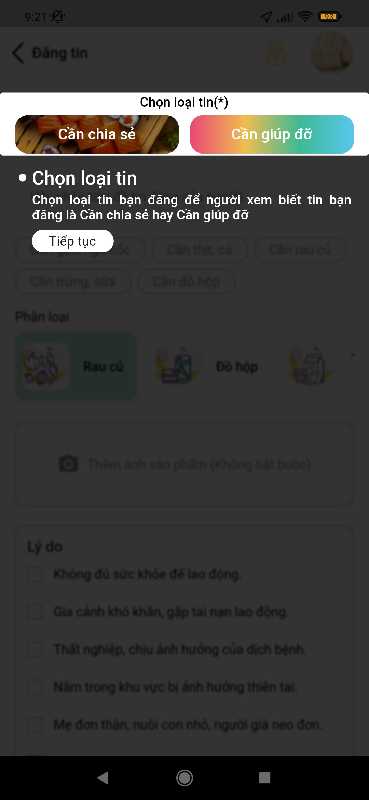 9:21
Đăng tin
Chọn loại tin(*)
Cần chia sẻ
Cần giúp đỡ
Chọn loại tin
Chọn loại tin bạn đăng để người xem biết tin bạn
đăng là Cần chia sẻ hay Cần giúp đỡ
Tiếp tục
Cần thịt, cá
Cần rau củ
Cần trứng, sữa
Cần đồ hộp
Phân loại
Rau củ
Đồ hộp
Thêm ảnh sản phẩm (Không bắt buộc)
Lý do
Không đủ sức khỏe để lao động.
Gia cảnh khó khăn, gặp tai nạn lao động.
Thất nghiệp, chịu ảnh hưởng của dịch bệnh.
Nằm trong khu vực bị ảnh hưởng thiên tai.
Mẹ đơn thân, nuôi con nhỏ, người già neo đơn.